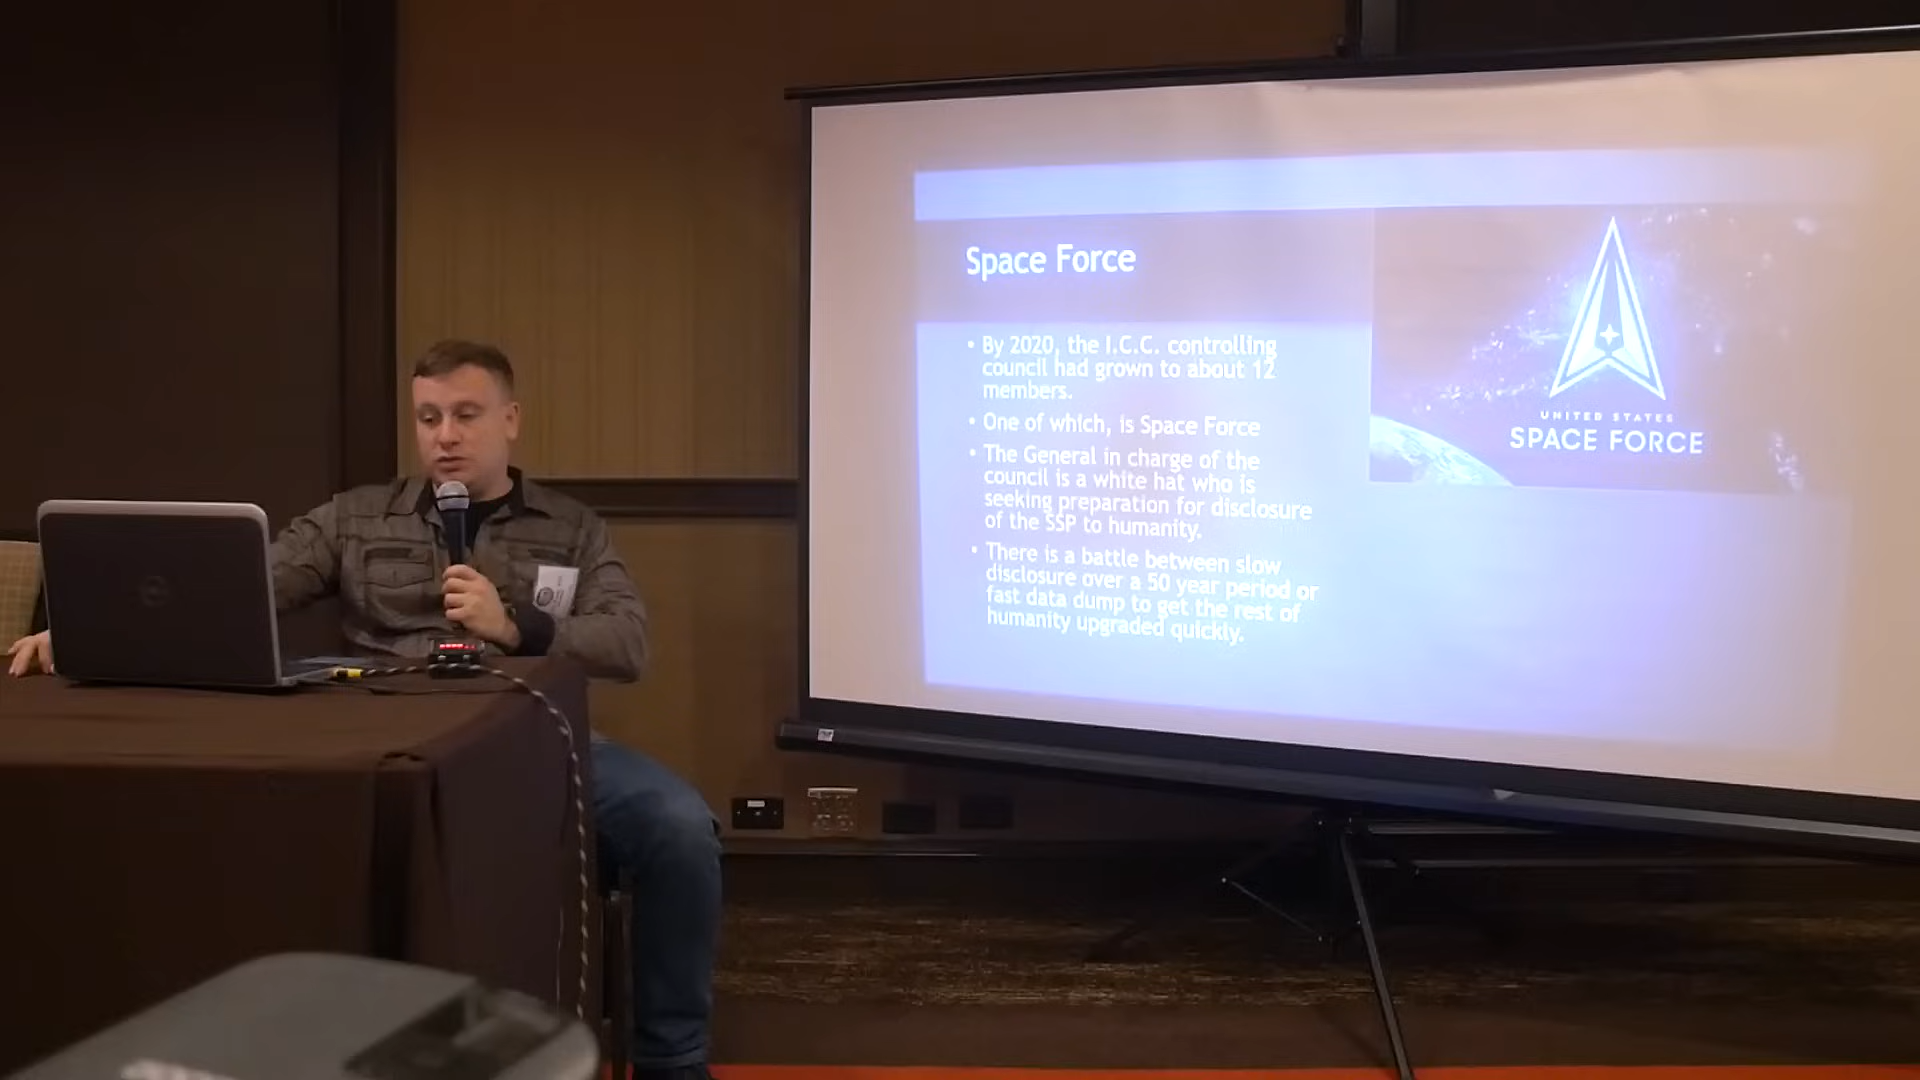 Space Force
• By 2020, the I.C.C. controlling
council had grown to about 12
members.
• One of which, is Space Force
• The General in charge of the
council is a white hat who is
seeking preparation for disclosure
of the SSP to humanity.
• There is a battle between slow
disclosure over a 50 year period or
fast data dump to get the rest of
humanity upgraded quickly.
UNITED STATES
SPACE FORCE